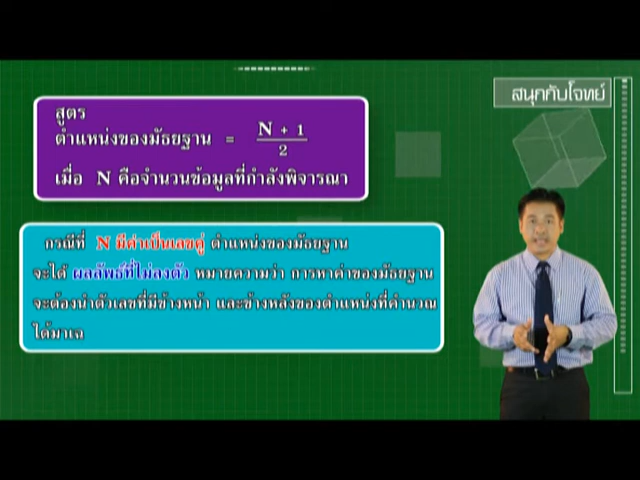 สนุกกับโจทย์
สูตร
ตำแหน่งของมัธยฐาน = N + 1
2
เมื่อ N คือจำนวนข้อมูลที่กำลังพิจารณา
กรณีที่ N มีค่าเป็นเลขคู่ ตำแหน่งของมัธยฐาน
จะได้ ผลลัพธ์ที่ไม่ลงตัว หมายความว่า การหาค่าของมัธยฐาน
จะต้องนำตัวเลขที่มีข้างหน้า และข้างหลังของตำแหน่งที่คำนวณ
ได้มาเฉ